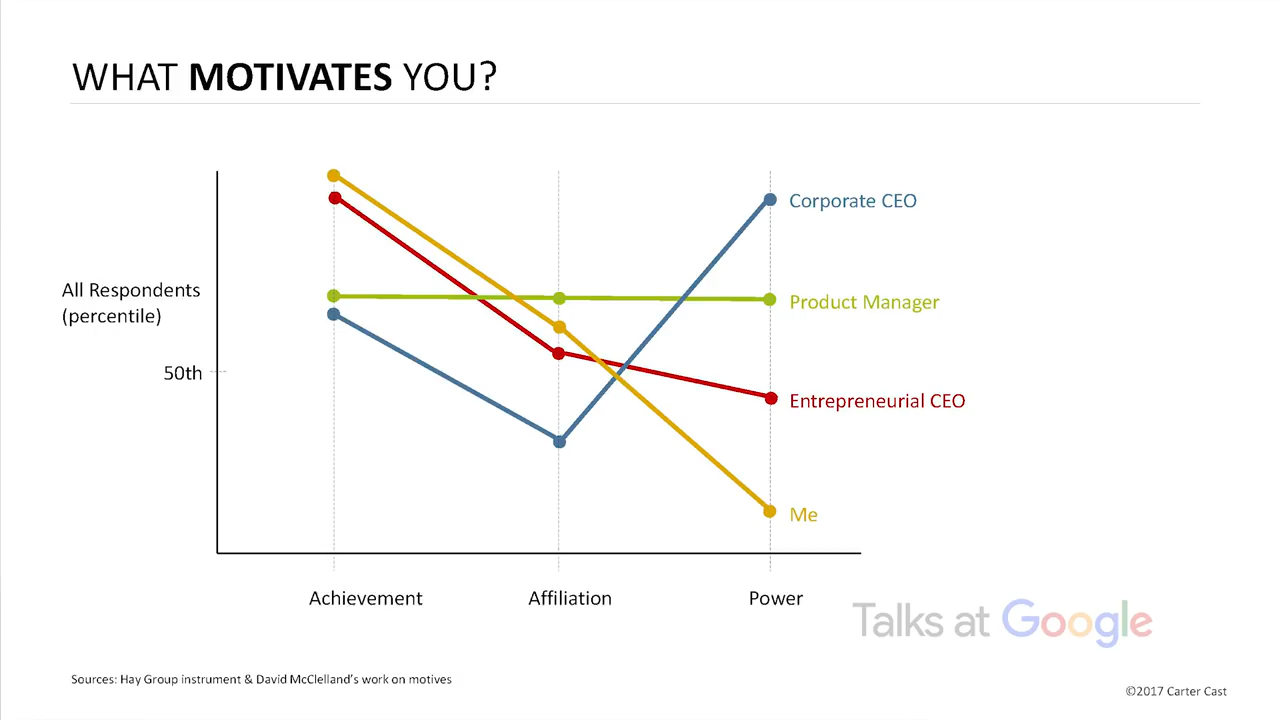 WHAT MOTIVATES YOU?
Corporate CEO
All Respondents
(percentile)
Product Manager
50th
Entrepreneurial CEO
Me
Achievement
Affiliation
Power
Talks at Google
Sources: Hay Group instrument & David McClelland's work on motives
©2017 Carter Cast